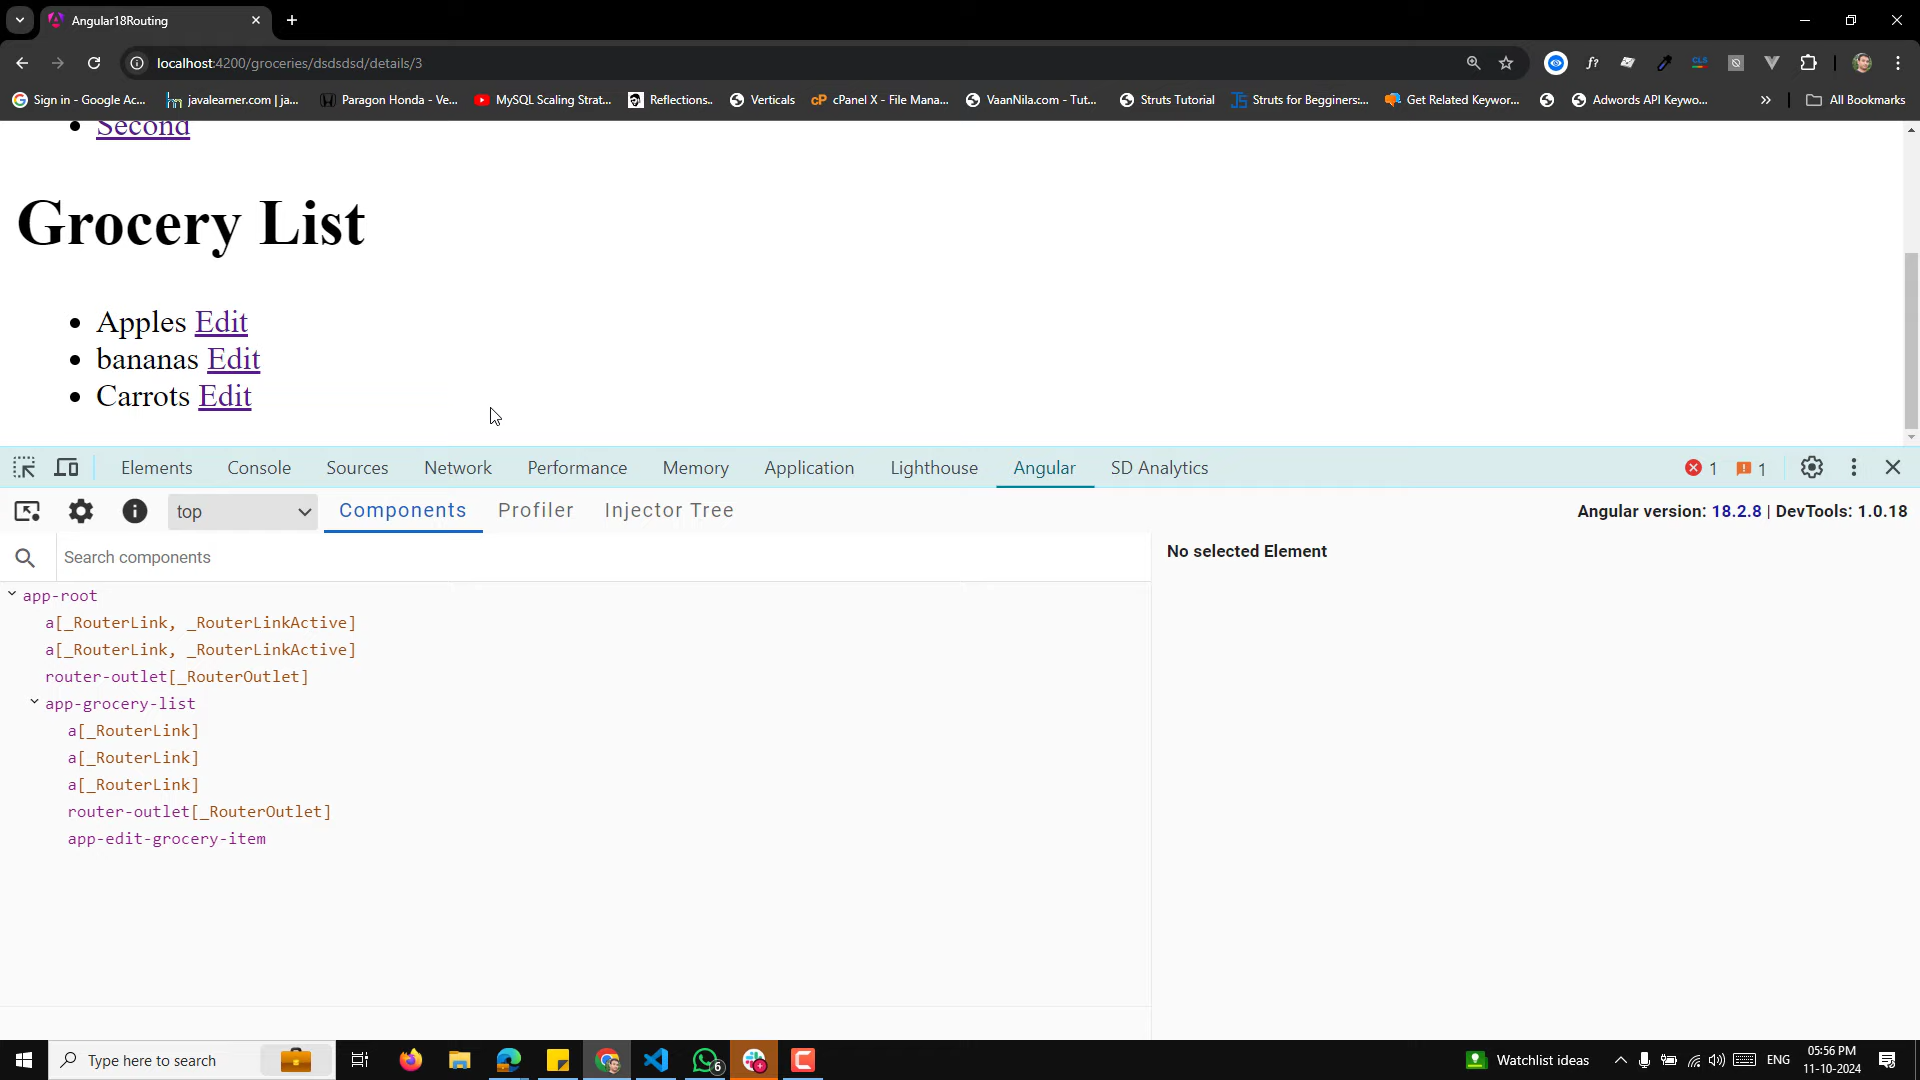 Angular18Routing
localhost:4200/groceries/dsdsdsd/details/3
f?
CLS
Sign in - Google Ac...
javalearner.com | ja...
Paragon Honda - Ve...
MySQL Scaling Strat...
Reflections..
Verticals
cPanel X - File Mana...
VaanNila.com - Tut...
Struts Tutorial
Struts for Begginers:...
Get Related Keywor...
Adwords API Keywo...
All Bookmarks
Second
Grocery List
Apples Edit
bananas Edit
Carrots Edit
Elements
Console
Sources
Network
Performance
Memory
Application
Lighthouse
Angular
SD Analytics
1
1
top
Components
Profiler
Injector Tree
Angular version: 18.2.8 | DevTools: 1.0.18
Search components
No selected Element
app-root
a[_RouterLink, _RouterLinkActive]
a[_RouterLink, _RouterLinkActive]
router-outlet[_RouterOutlet]
app-grocery-list
a[_RouterLink]
a[_RouterLink]
a[_RouterLink]
router-outlet[_RouterOutlet]
app-edit-grocery-item
Type here to search
6
Watchlist ideas
ENG
05:56 PM
11-10-2024